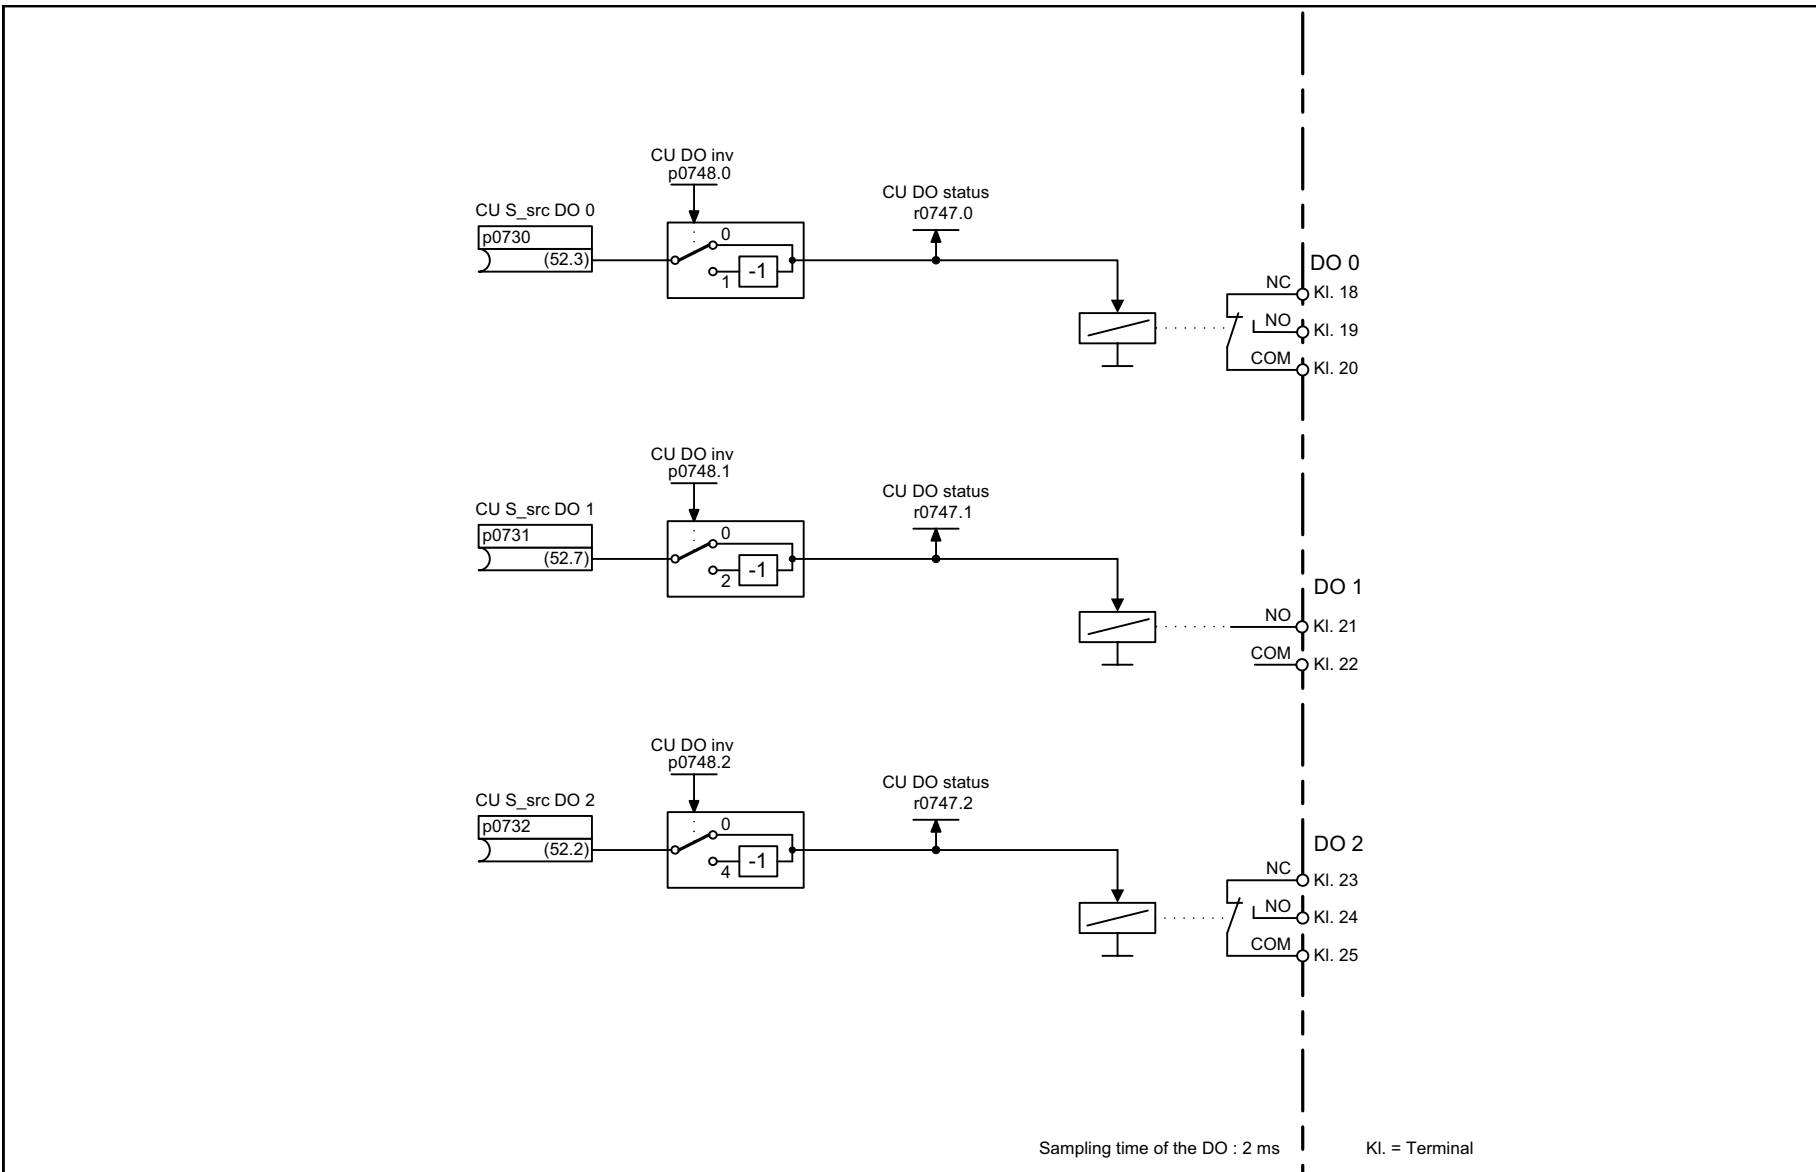 CU DO inv
p0748.0
CU DO status
r0747.0
CU S_src DO 0
p0730
(52.3)
0
1
-1
DO 0
NC
Kl. 18
NO
Kl. 19
COM
Kl. 20
CU DO inv
p0748.1
CU DO status
r0747.1
CU S_src DO 1
p0731
(52.7)
0
2
-1
DO 1
NO
Kl. 21
COM
Kl. 22
CU DO inv
p0748.2
CU DO status
r0747.2
CU S_src DO 2
p0732
(52.2)
0
4
-1
DO 2
NC
Kl. 23
NO
Kl. 24
COM
Kl. 25
Sampling time of the DO : 2 ms
Kl. = Terminal